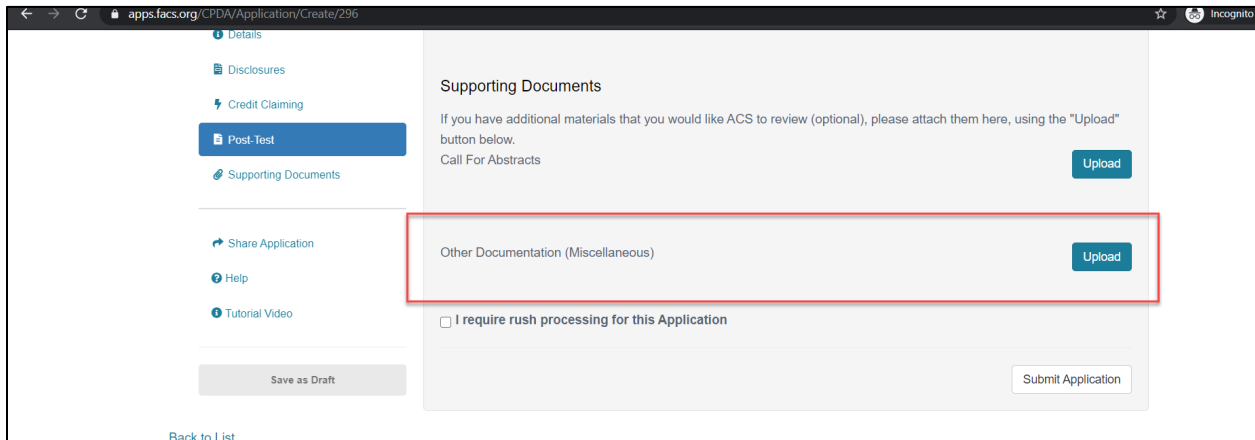 apps.facs.org/CPDA/Application/Create/296
Incognito
Details
Disclosures
Credit Claiming
Post-Test
Supporting Documents
Share Application
Help
Tutorial Video
Save as Draft
Back to List
Supporting Documents
If you have additional materials that you would like ACS to review (optional), please attach them here, using the "Upload"
button below.
Call For Abstracts
Upload
Other Documentation (Miscellaneous)
Upload
I require rush processing for this Application
Submit Application